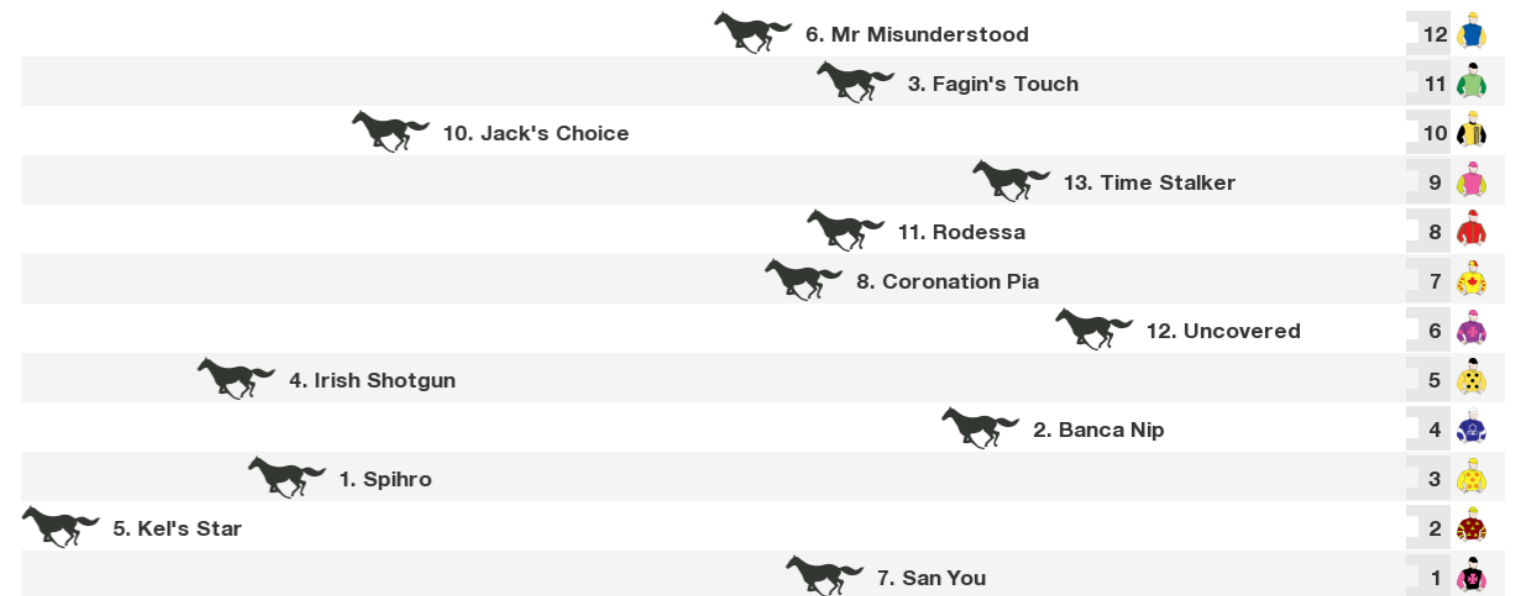 6. Mr Misunderstood 12
3. Fagin's Touch 11
10. Jack's Choice 10
13. Time Stalker 9
11. Rodessa 8
8. Coronation Pia 7
12. Uncovered 6
4. Irish Shotgun 5
2. Banca Nip 4
1. Spihro 3
5. Kel's Star 2
7. San You 1